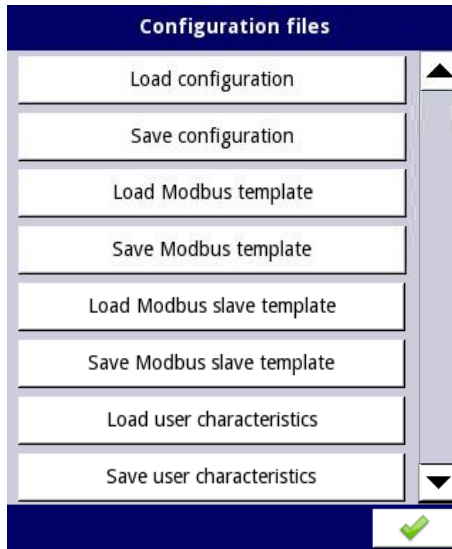 Configuration files
Load configuration
Save configuration
Load Modbus template
Save Modbus template
Load Modbus slave template
Save Modbus slave template
Load user characteristics
Save user characteristics